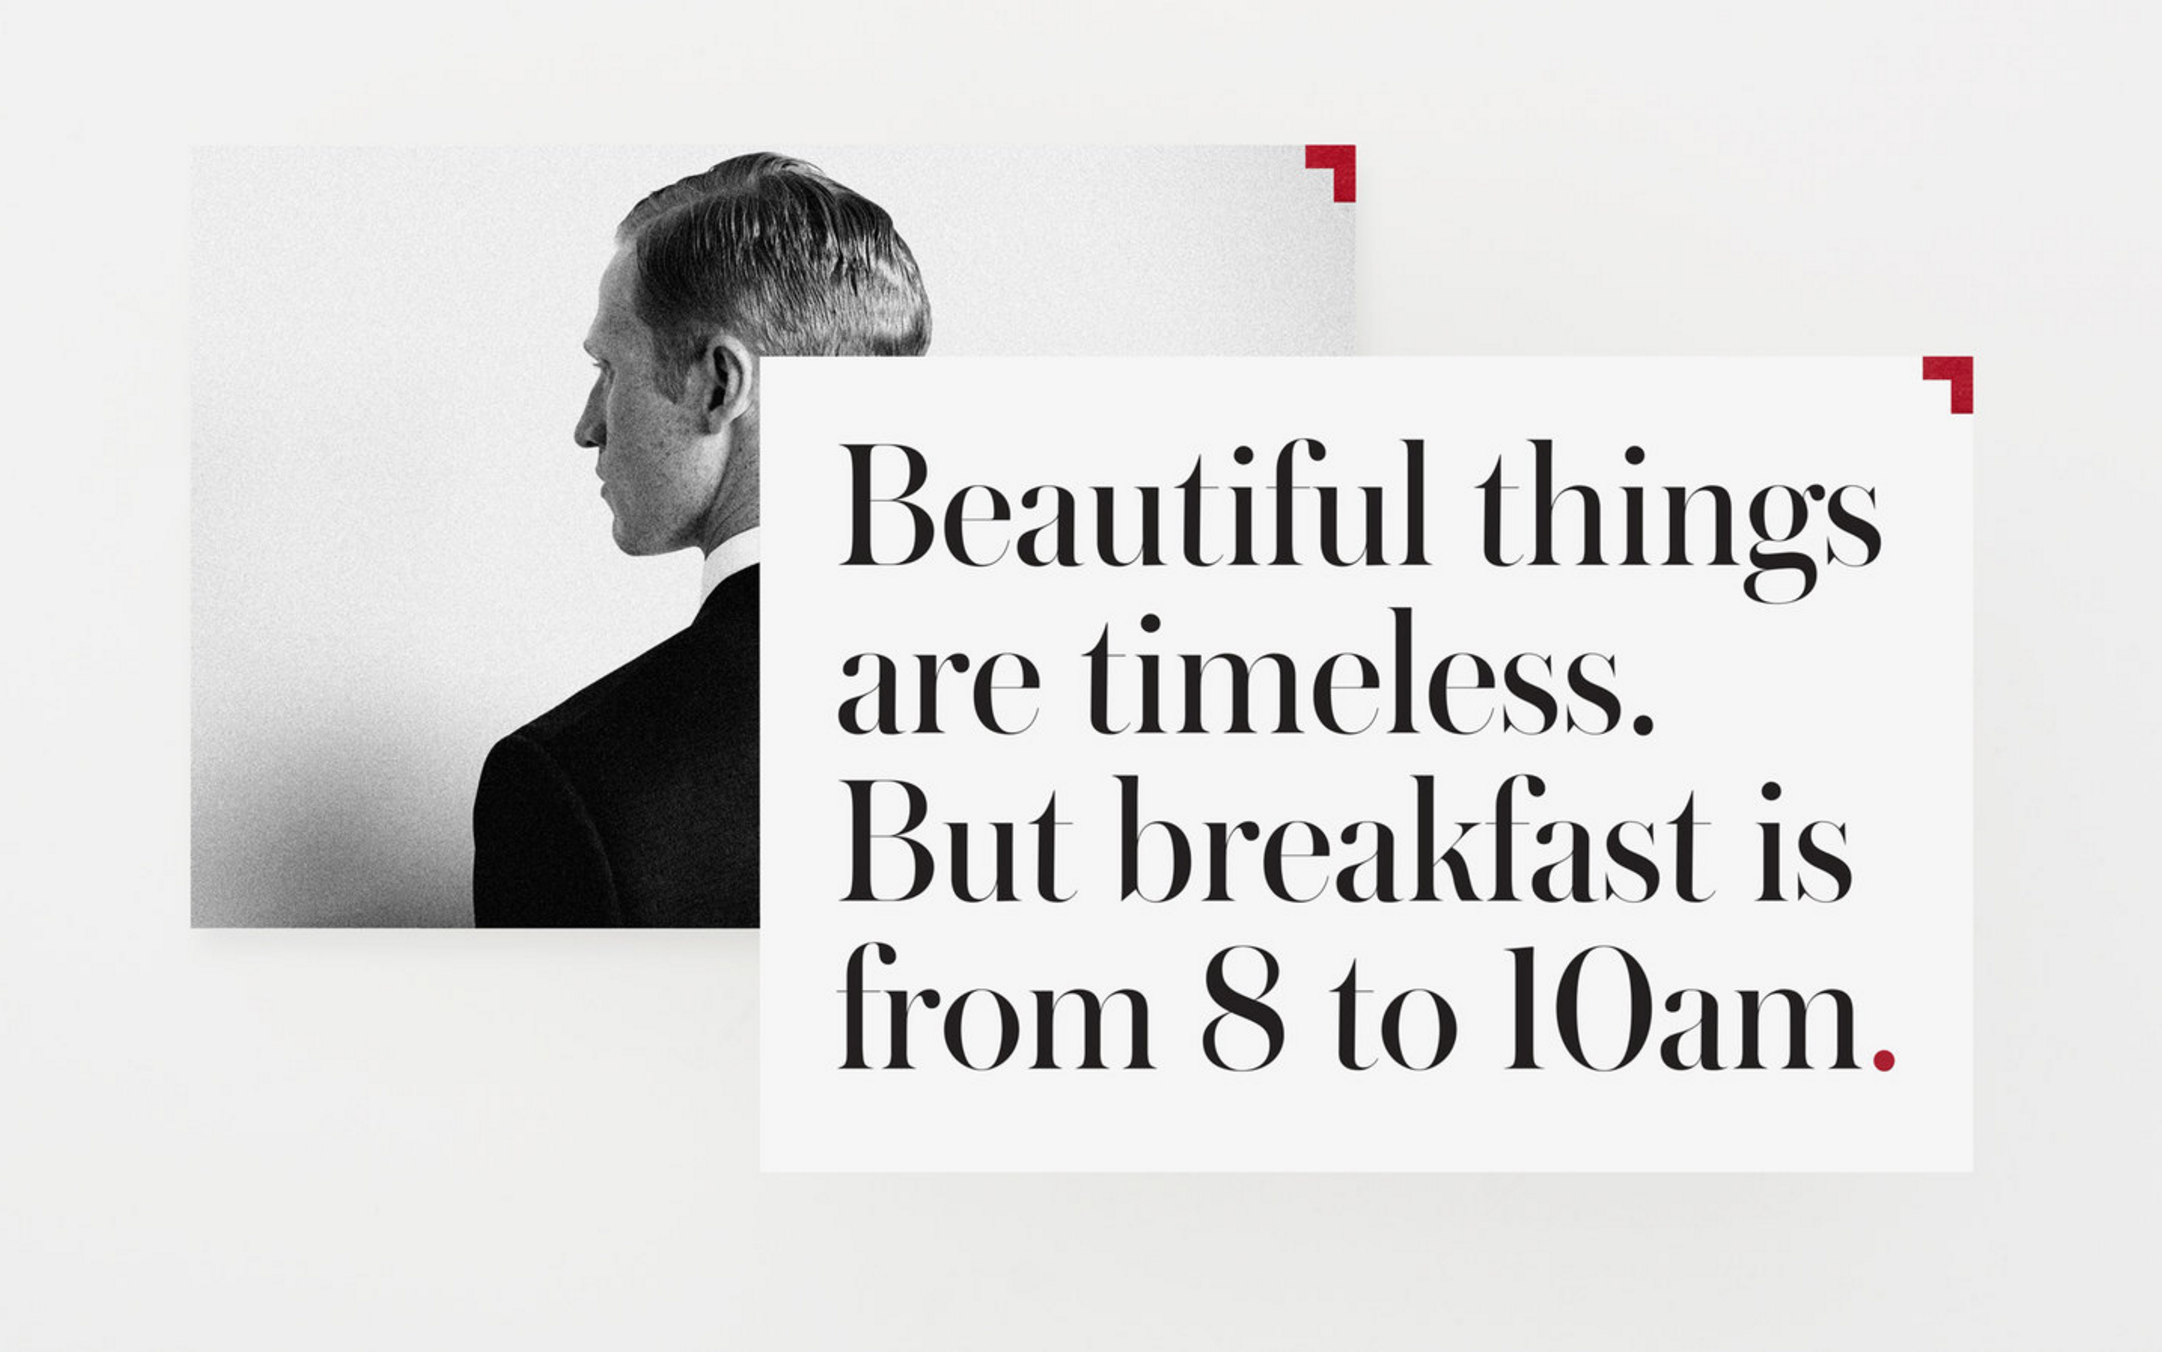 Beautiful things
are timeless.
But breakfast is
from 8 to 10am.